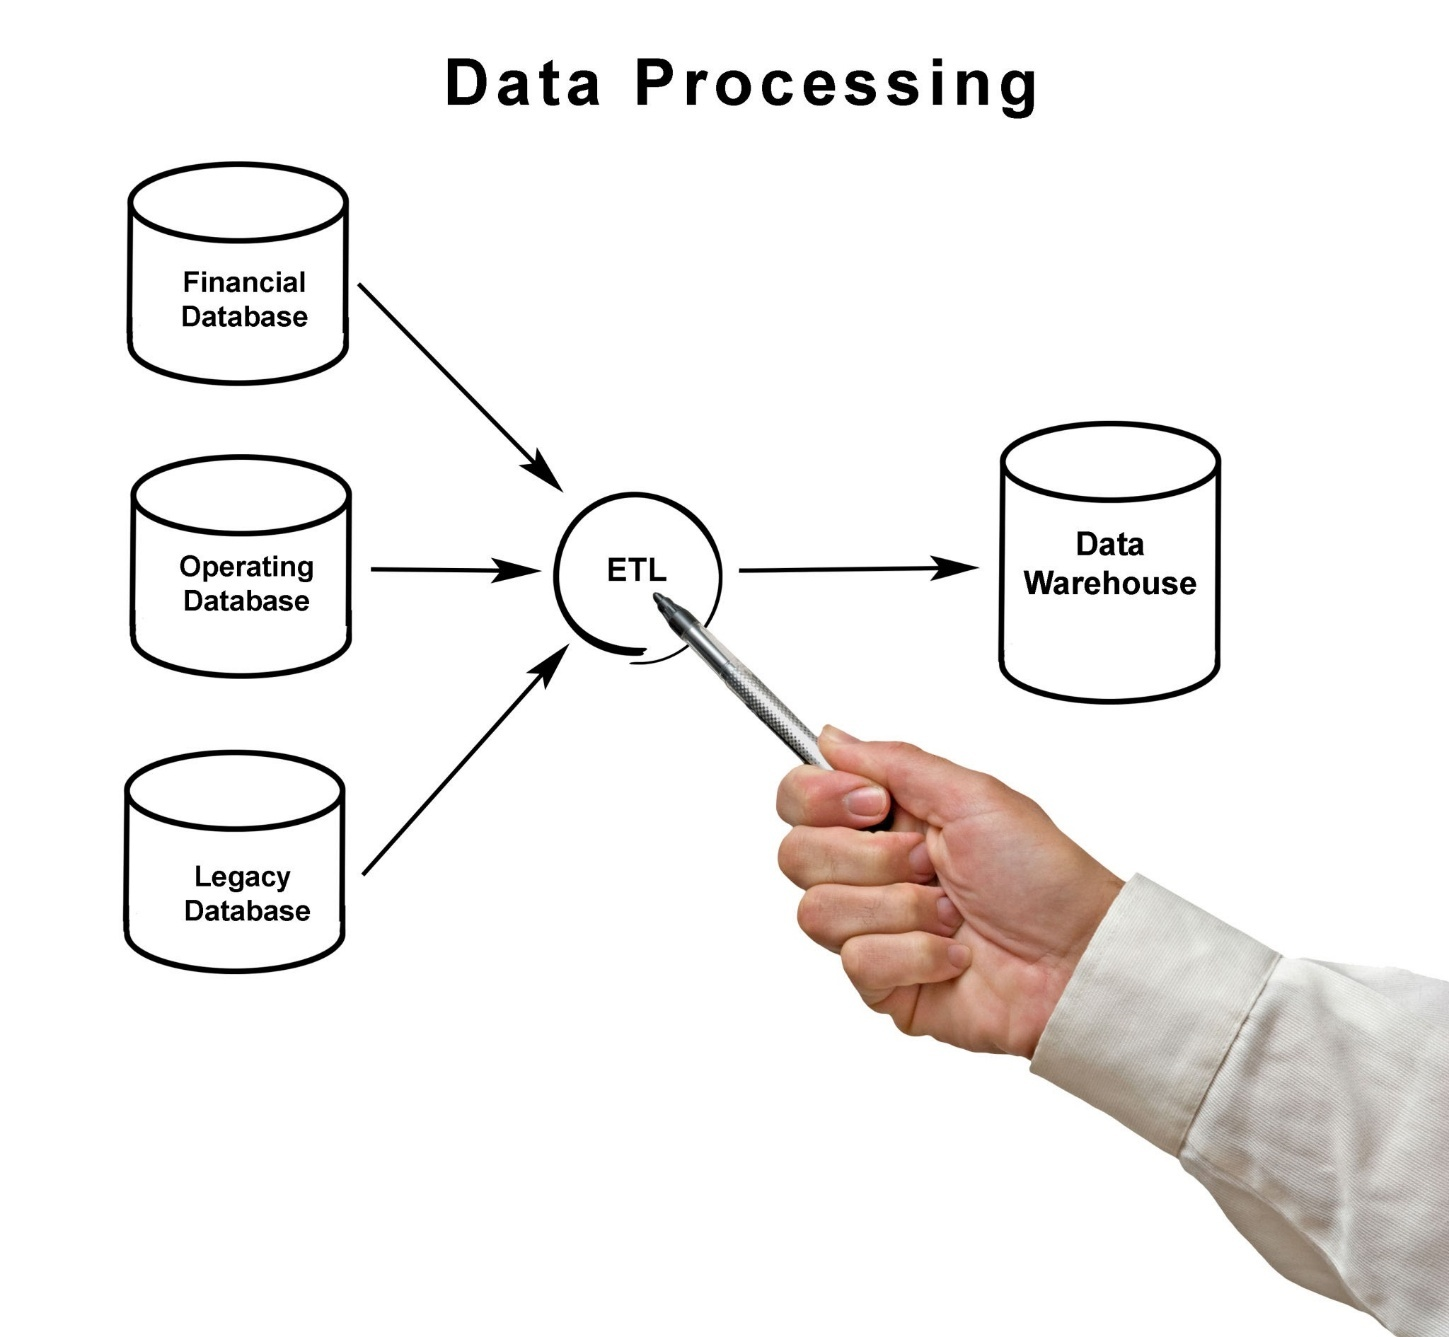 Data Processing
Financial
Database
Operating
Database
ETL
Data
Warehouse
Legacy
Database